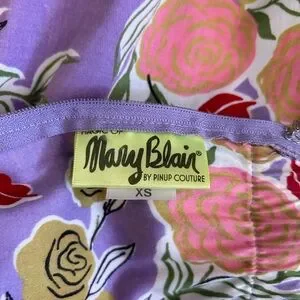 MAGIC OF
Mary Blair®
BY PINUP COUTURE
XS